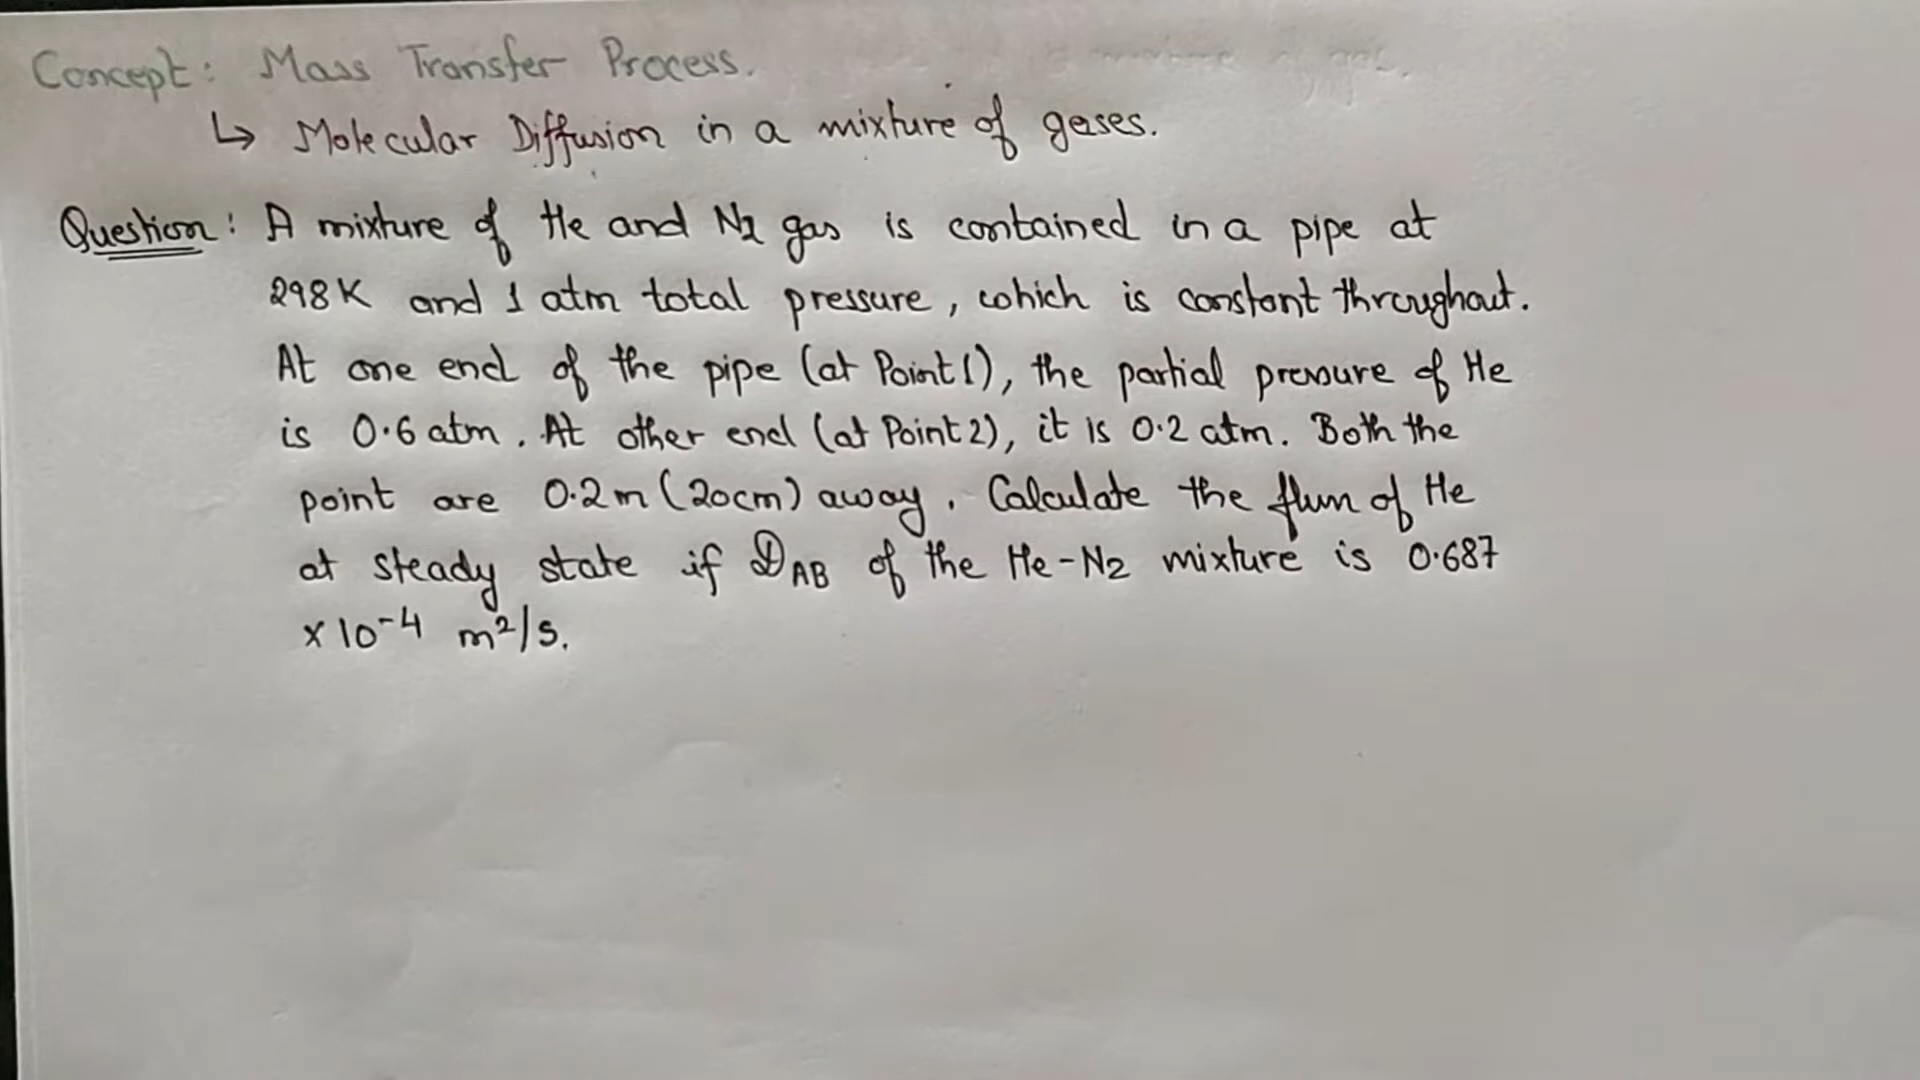 Concept: Mass Transfer Process.
↳ Molecular Diffusion in a mixture of gases.
Question: A mixture of He and N2 gas is contained in a pipe at
298K and 1 atm total pressure, which is constant throughout.
At one end of the pipe (at Point 1), the partial pressure of He
is 0.6 atm. At other end (at Point 2), it is 0.2 atm. Both the
point are 0.2m (20cm) away. Calculate the flux of He
at steady state if DAB of the He-N2 mixture is 0.687
x 10-4 m2/s.